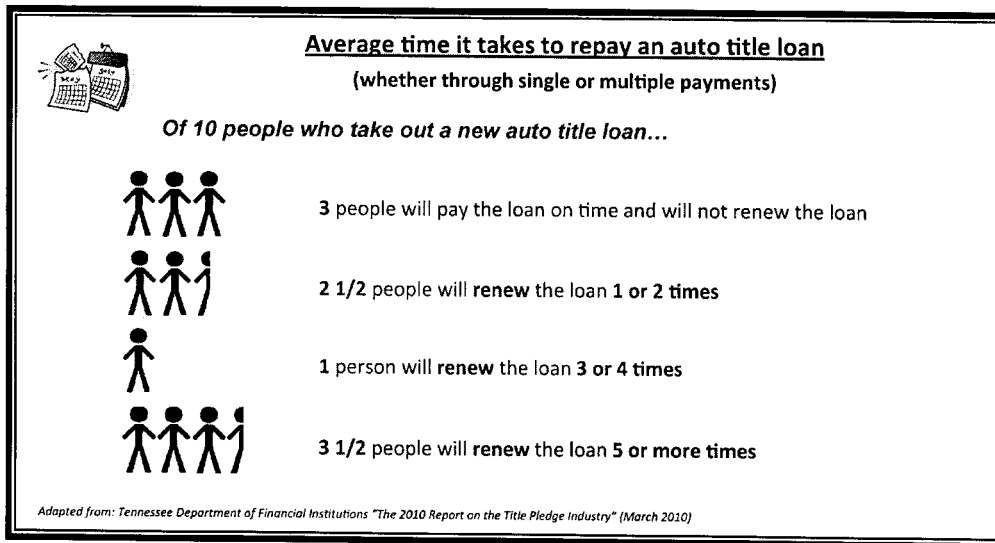 Average time it takes to repay an auto title loan
(whether through single or multiple payments)
Of 10 people who take out a new auto title loan...
3 people will pay the loan on time and will not renew the loan
2 1/2 people will renew the loan 1 or 2 times
1 person will renew the loan 3 or 4 times
3 1/2 people will renew the loan 5 or more times
Adapted from: Tennessee Department of Financial Institutions "The 2010 Report on the Title Pledge Industry" (March 2010)